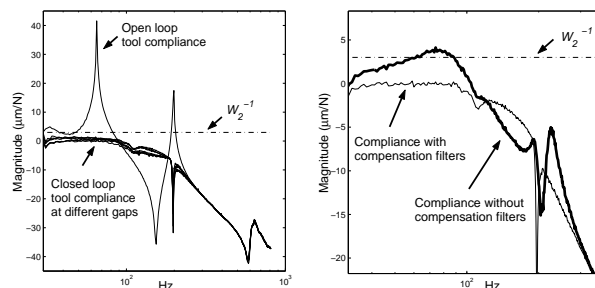 40
30
20
10
0
-10
-20
-30
-40
Magnitude (μm/N)
Open loop
tool compliance
W₂⁻¹
Closed loop
tool compliance
at different gaps
10²
10³
Hz
5
0
-5
-10
-15
-20
Magnitude (μm/N)
W₂⁻¹
Compliance with
compensation filters
Compliance without
compensation filters
10²
Hz